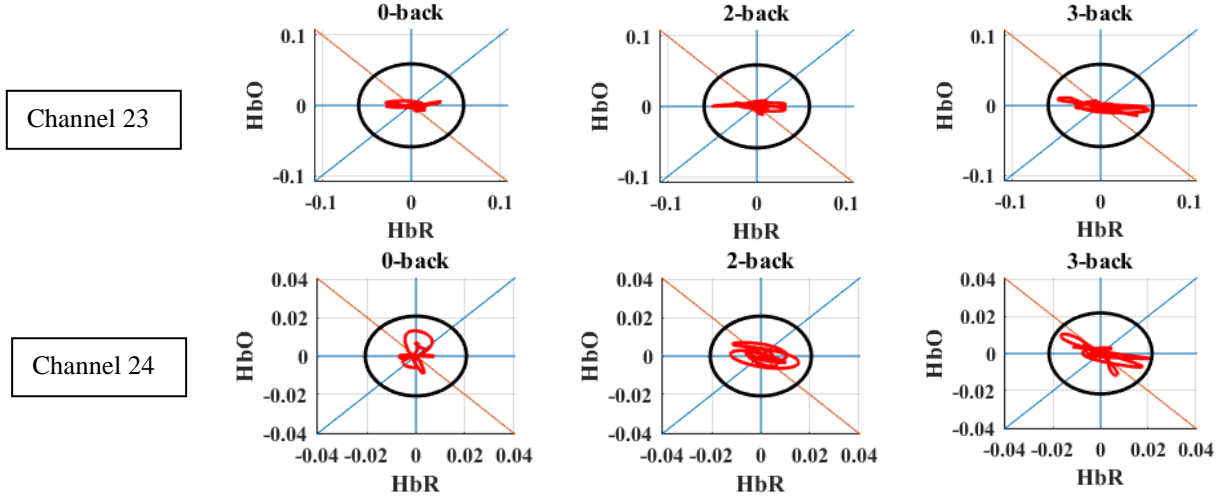 0-back 2-back 3-back
0.1 0.1 0.1
HbO HbO HbO
Channel 23
0 0 0
-0.1 -0.1 -0.1
-0.1 0 0.1 -0.1 0 0.1 -0.1 0 0.1
HbR HbR HbR
0-back 2-back 3-back
0.04 0.04 0.04
0.02 0.02 0.02
HbO HbO HbO
Channel 24
0 0 0
-0.02 -0.02 -0.02
-0.04 -0.04 -0.04
-0.04 -0.02 0 0.02 0.04 -0.04 -0.02 0 0.02 0.04 -0.04 -0.02 0 0.02 0.04
HbR HbR HbR